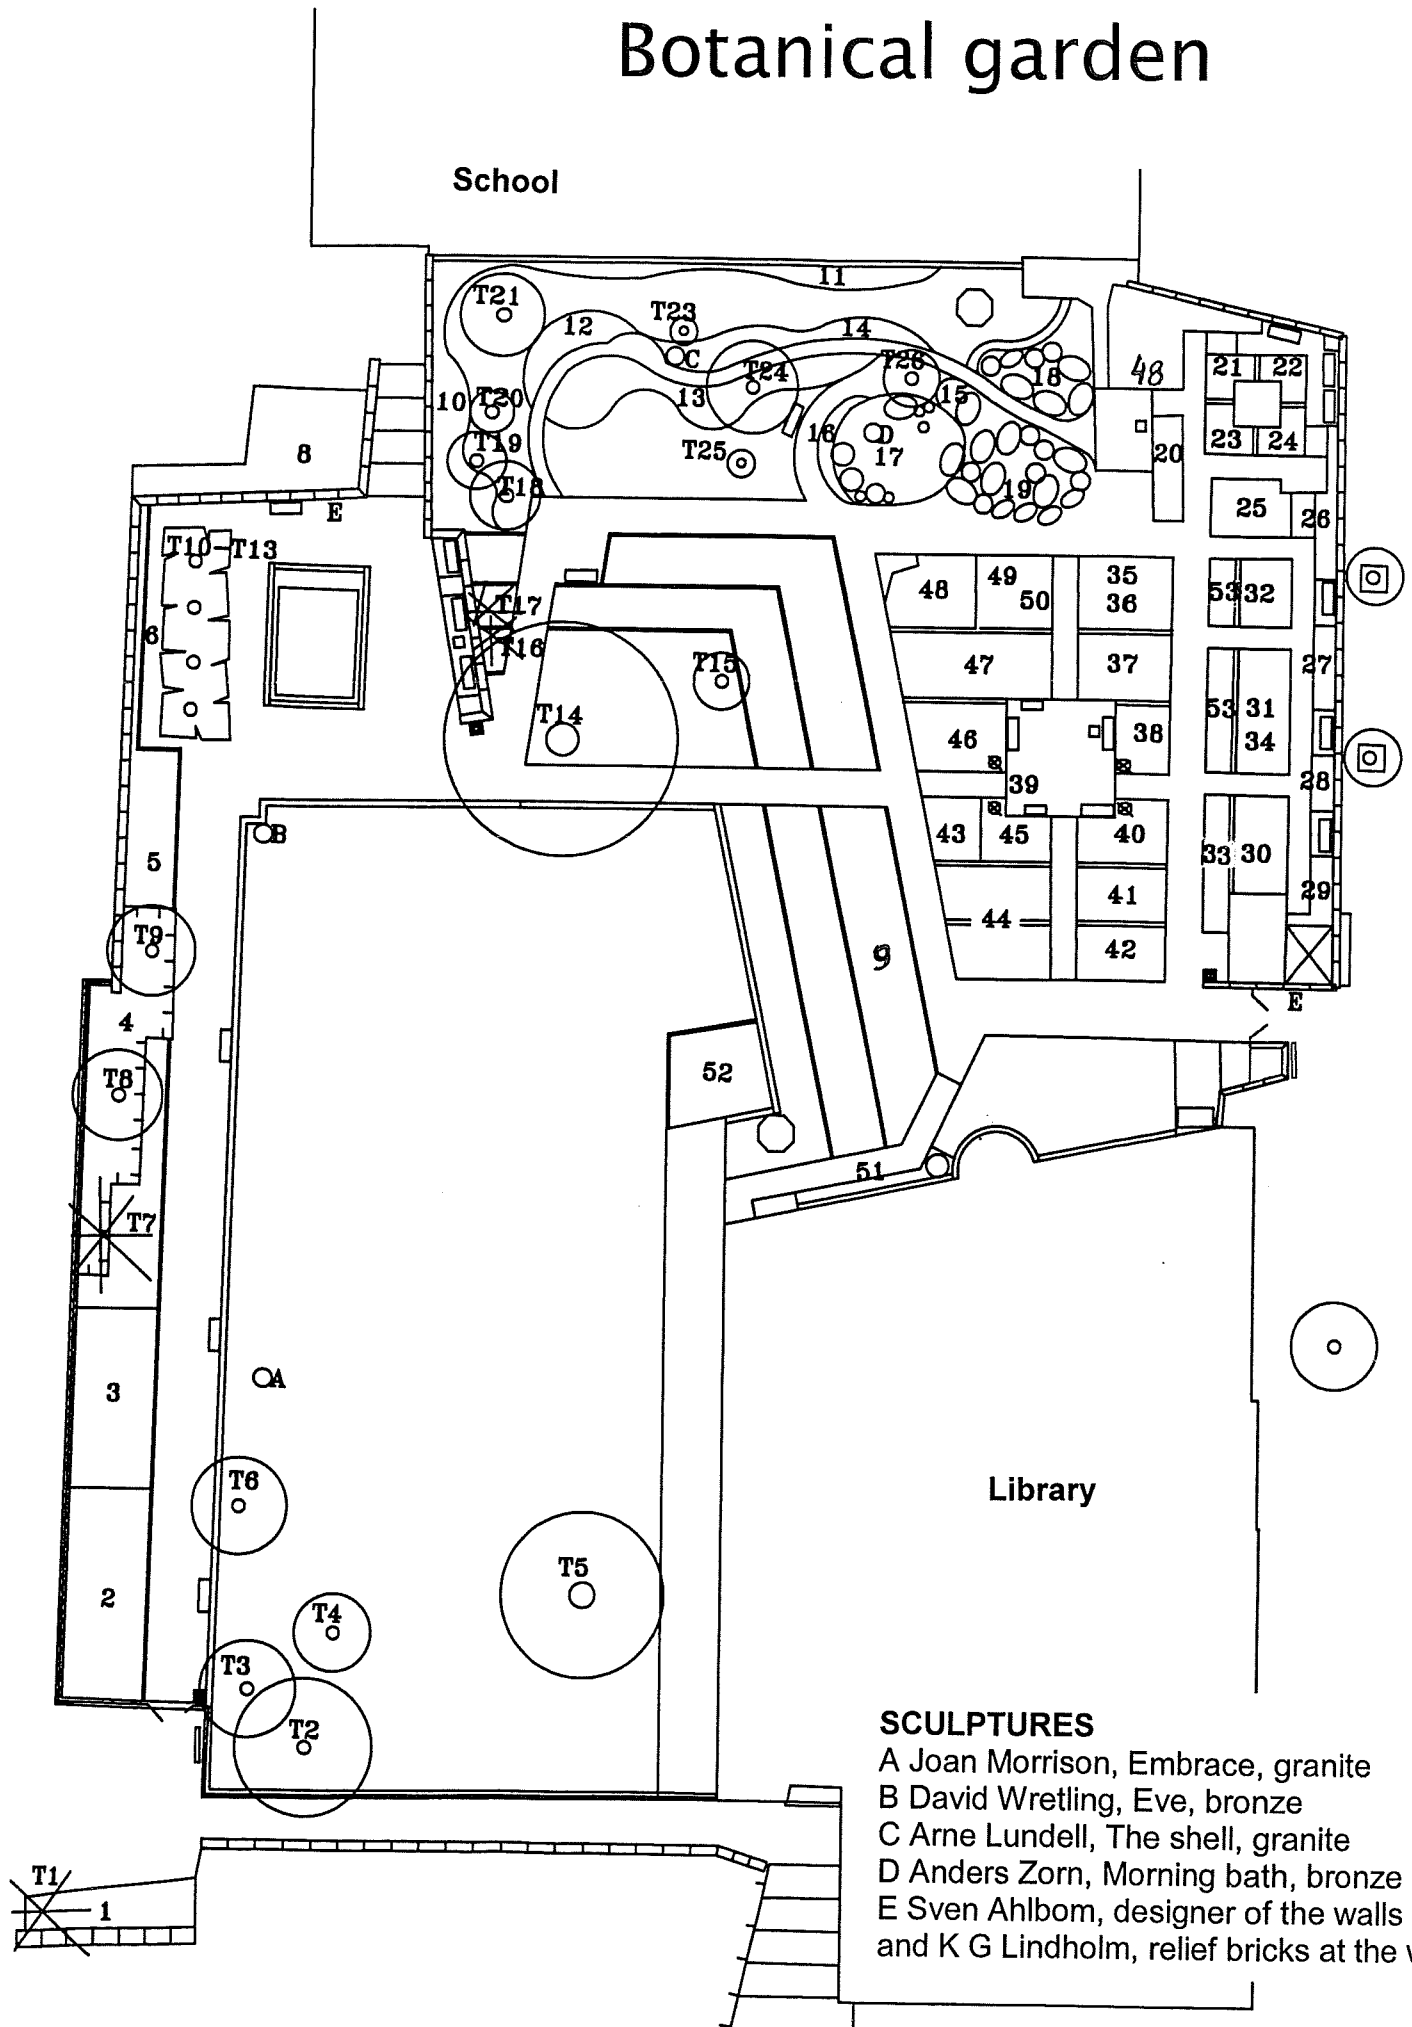 Botanical garden
School
11
T21
T23
12
14
C
T24
T26
18
48
21
22
10
T20
13
15
23
24
T19
16
D
17
20
8
T25
T18
19
25
26
E
T10
T13
48
49
50
35
36
53
32
T17
6
T16
47
37
27
T15
53
31
34
T14
46
38
39
28
B
43
45
40
33
30
5
41
29
44
T9
9
42
4
E
52
T8
51
T7
A
3
T6
Library
T5
2
T4
T3
T2
SCULPTURES
A Joan Morrison, Embrace, granite
B David Wretling, Eve, bronze
C Arne Lundell, The shell, granite
D Anders Zorn, Morning bath, bronze
E Sven Ahlbom, designer of the walls
and K G Lindholm, relief bricks at the
T1
1